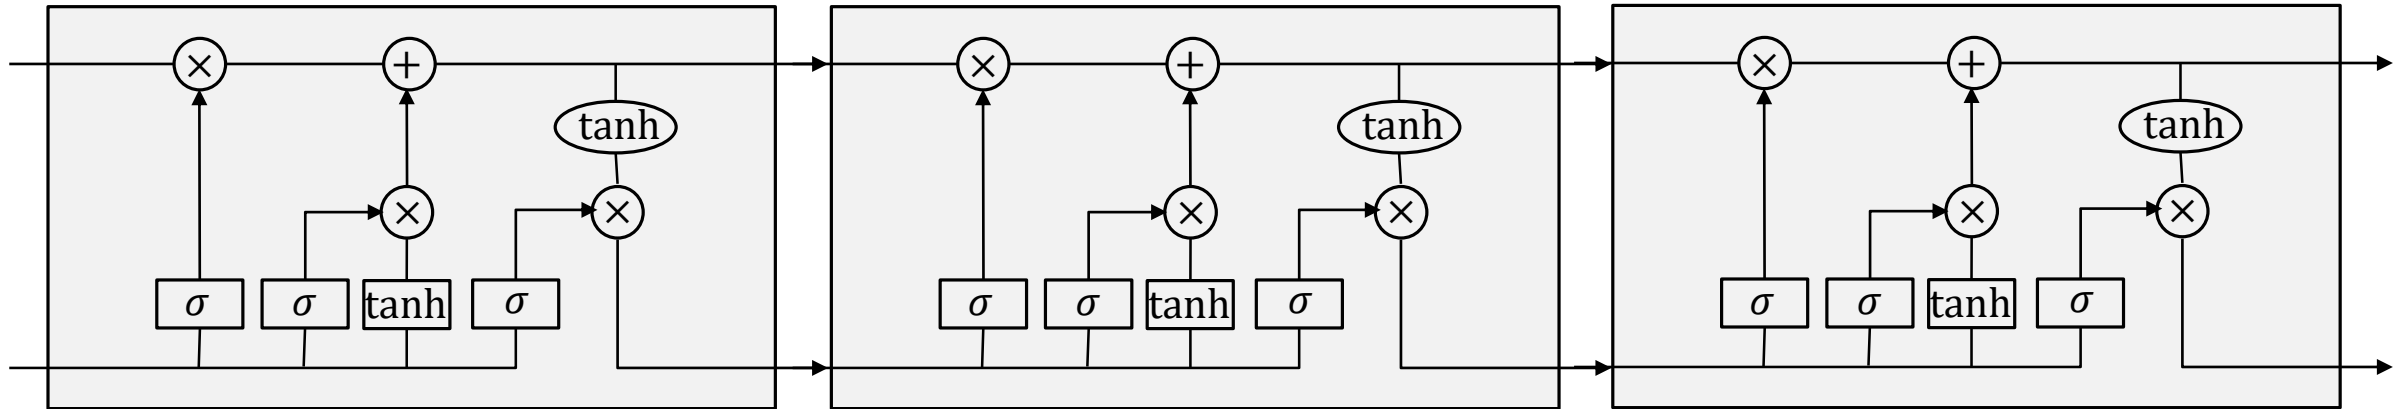 × + × +  × +
tanh tanh tanh
× × × × × ×
σ σ tanh σ σ σ tanh σ σ σ tanh σ